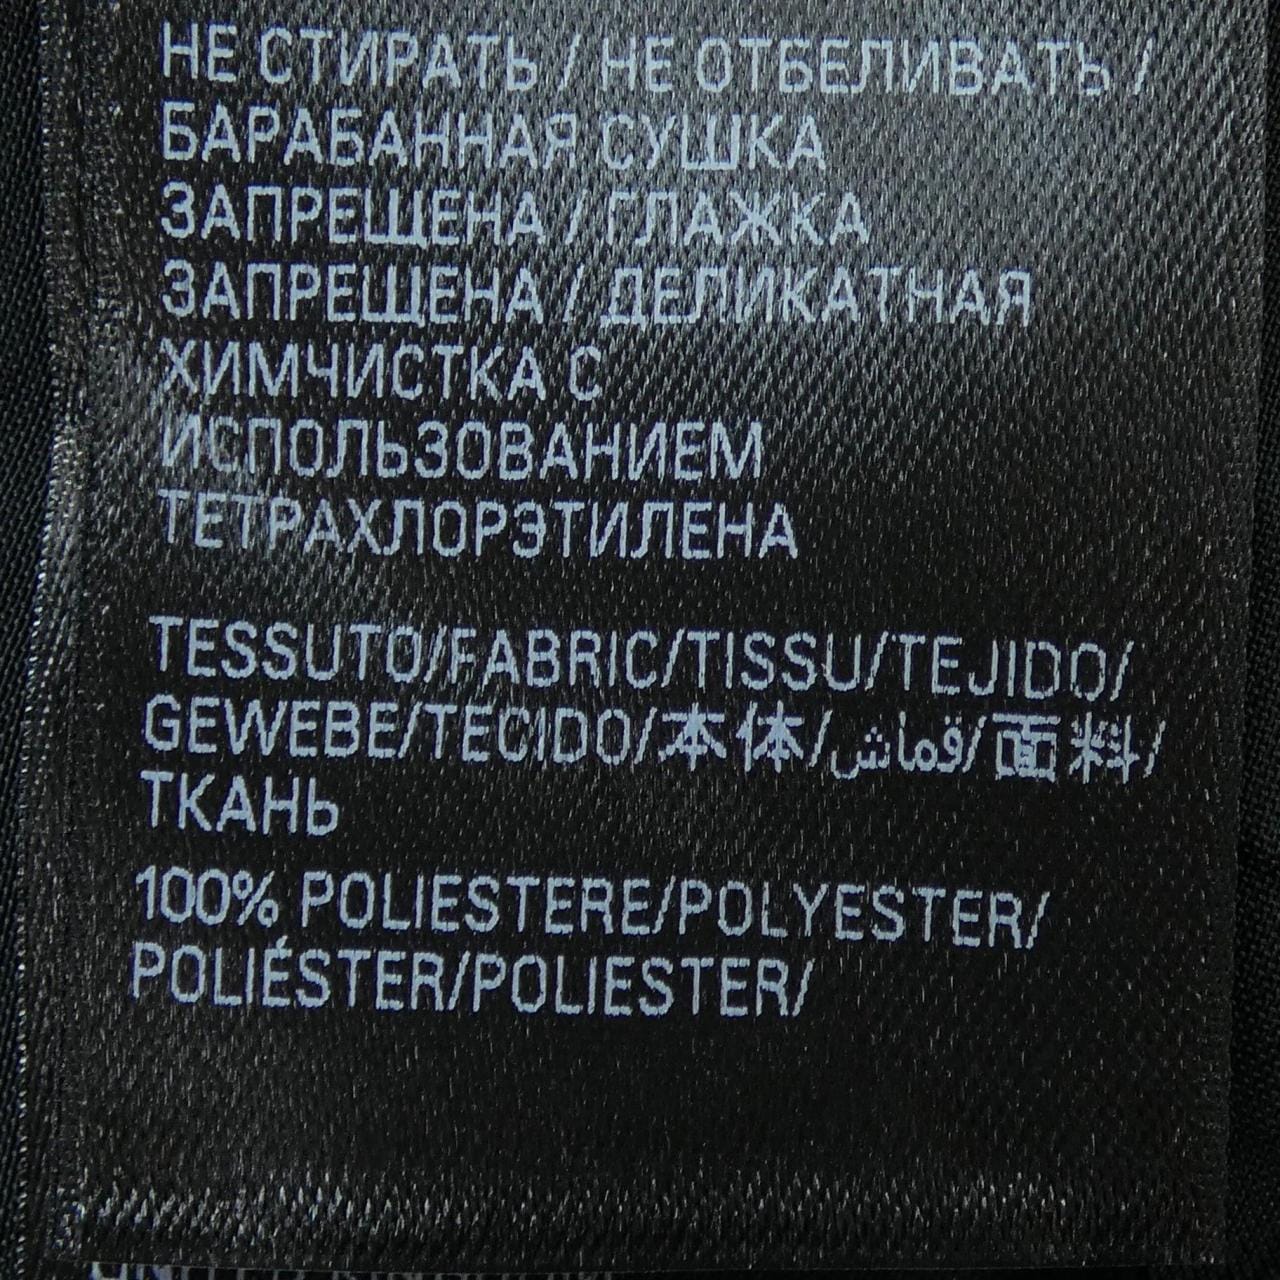 НЕ СТИРАТЬ / НЕ ОТБЕЛИВАТЬ /
БАРАБАННАЯ СУШКА
ЗАПРЕЩЕНА / ГЛАЖКА
ЗАПРЕЩЕНА / ДЕЛИКАТНАЯ
ХИМЧИСТКА С
ИСПОЛЬЗОВАНИЕМ
ТЕТРАХЛОРЭТИЛЕНА
TESSUTO/FABRIC/TISSU/TEJIDO/
GEWEBE/TECIDO/本体/قماش/面料/
ТКАНЬ
100% POLIESTERE/POLYESTER/
POLIÉSTER/POLIESTER/